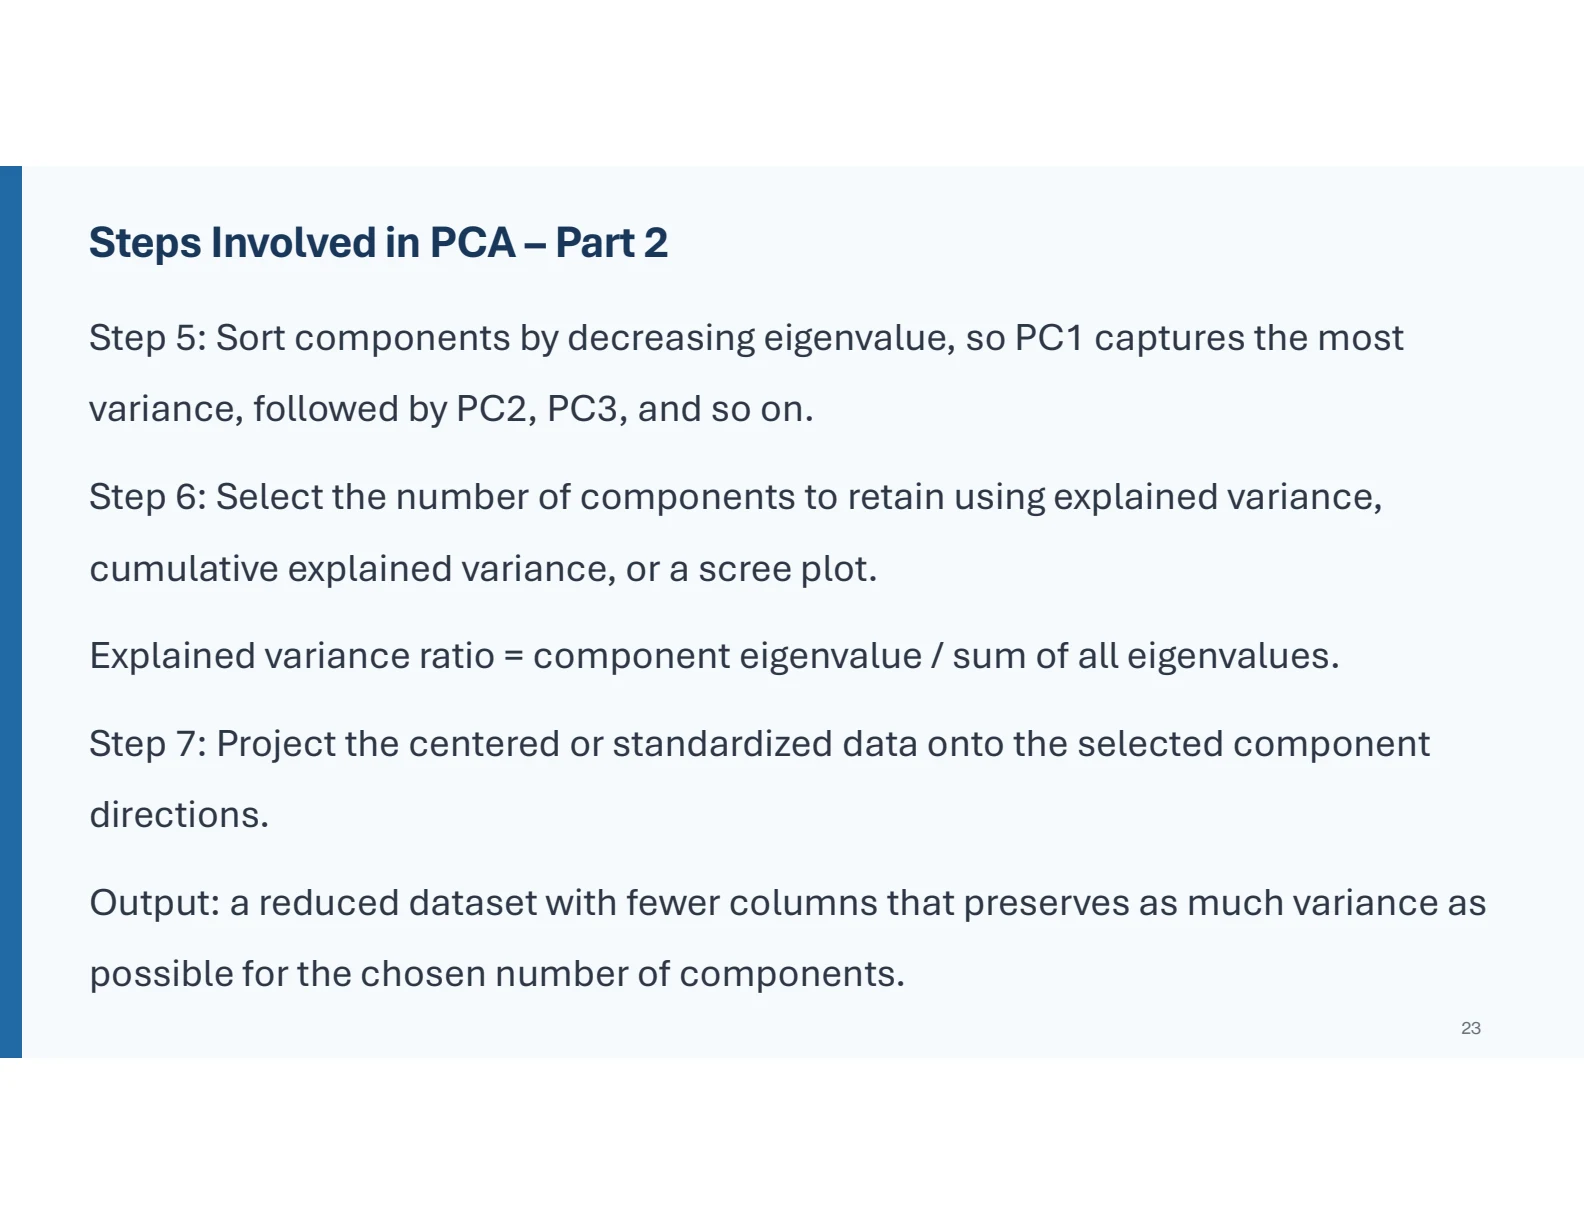 Steps Involved in PCA – Part 2
Step 5: Sort components by decreasing eigenvalue, so PC1 captures the most
variance, followed by PC2, PC3, and so on.
Step 6: Select the number of components to retain using explained variance,
cumulative explained variance, or a scree plot.
Explained variance ratio = component eigenvalue / sum of all eigenvalues.
Step 7: Project the centered or standardized data onto the selected component
directions.
Output: a reduced dataset with fewer columns that preserves as much variance as
possible for the chosen number of components.
23